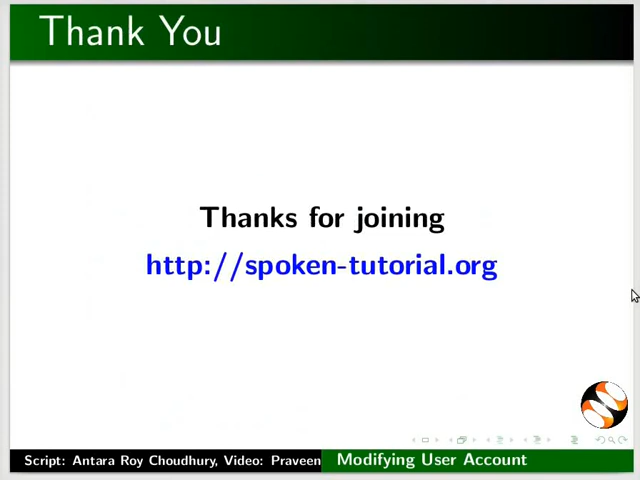 Thank You
Thanks for joining
http://spoken-tutorial.org
Script: Antara Roy Choudhury, Video: Praveen
Modifying User Account